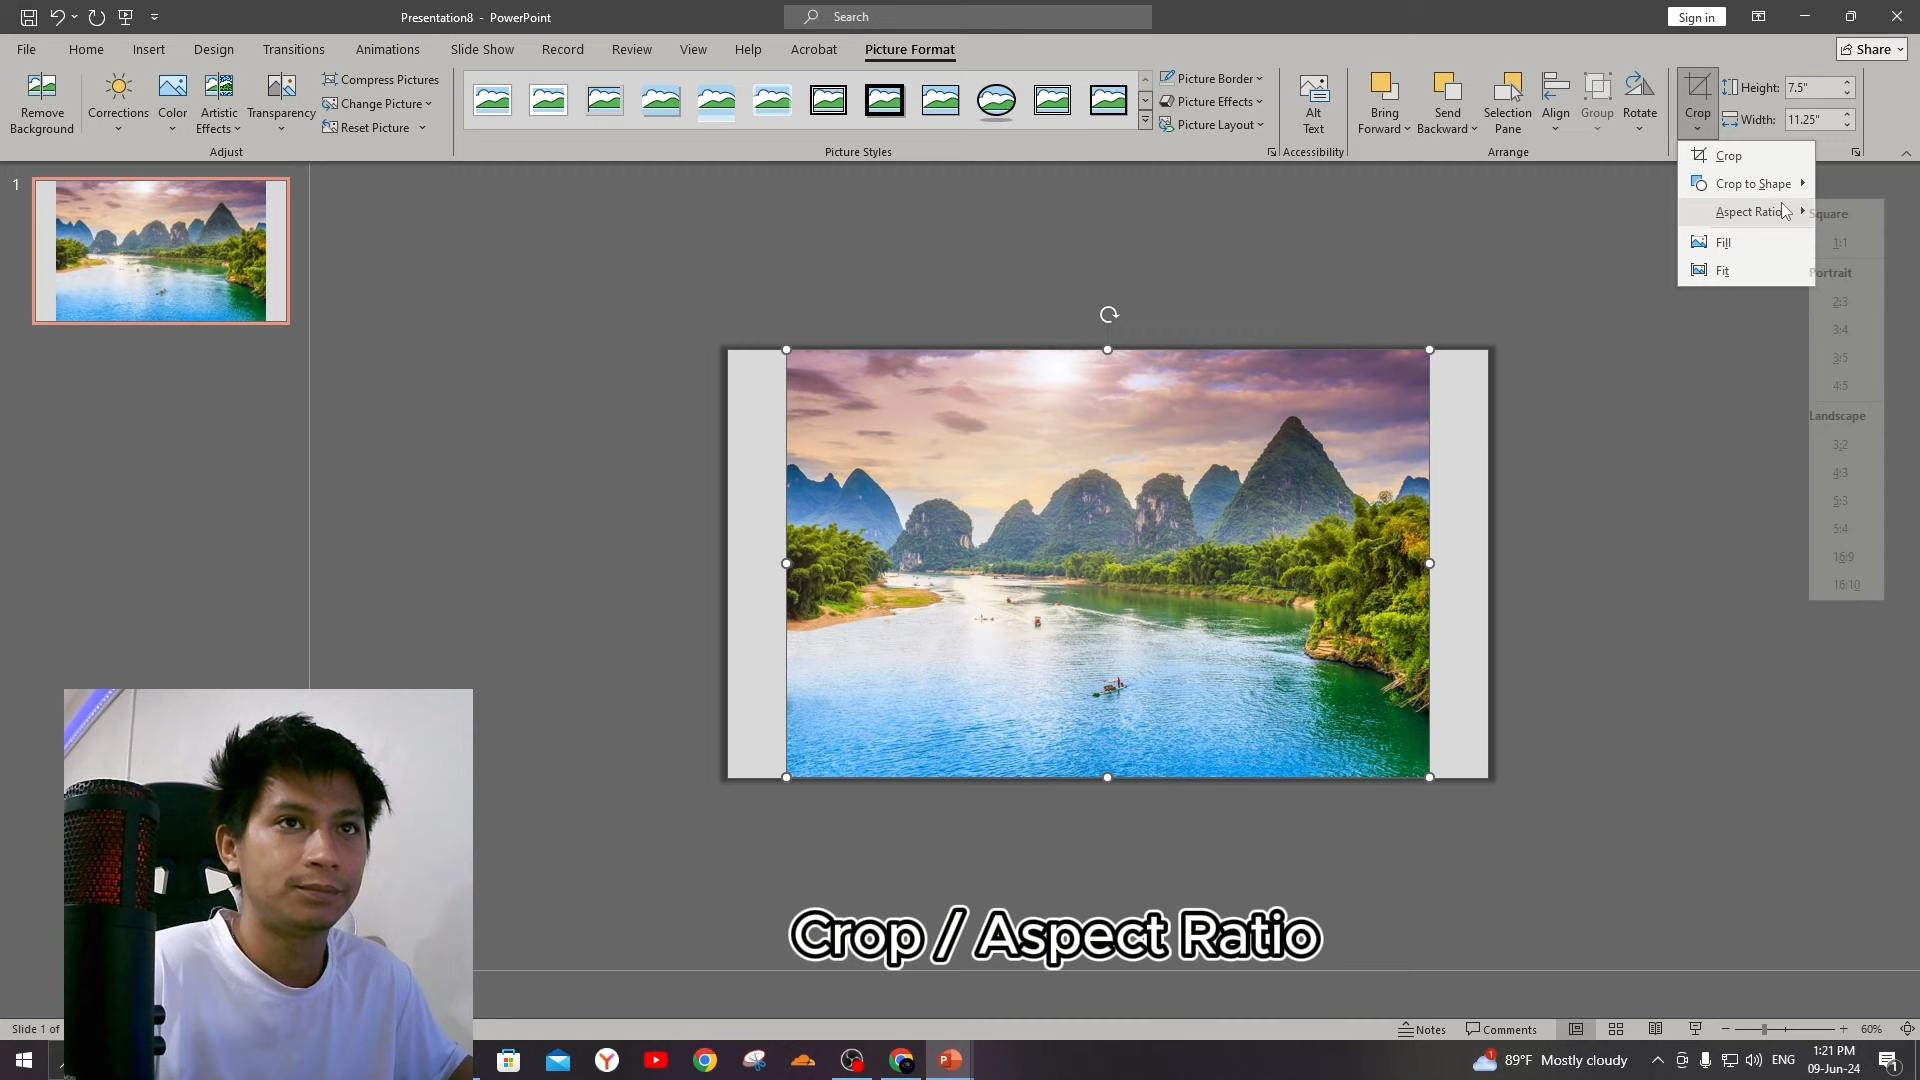 Presentation8 - PowerPoint
Search
Sign in
File Home Insert Design Transitions Animations Slide Show Record Review View Help Acrobat Picture Format
Share
Remove Background
Corrections
Color
Artistic Effects
Transparency
Compress Pictures
Change Picture
Reset Picture
Adjust
Picture Styles
Picture Border
Picture Effects
Picture Layout
Alt Text
Accessibility
Bring Forward
Send Backward
Selection Pane
Align
Group
Rotate
Arrange
Crop
Height: 7.5"
Width: 11.25"
Crop
Crop to Shape
Aspect Ratio
Fill
Fit
Square
1:1
Portrait
2:3
3:4
3:5
4:5
Landscape
3:2
4:3
5:3
5:4
16:9
16:10
1
Crop / Aspect Ratio
Slide 1 of
Notes
Comments
60%
P
1
89°F Mostly cloudy
ENG
1:21 PM
09-Jun-24
1